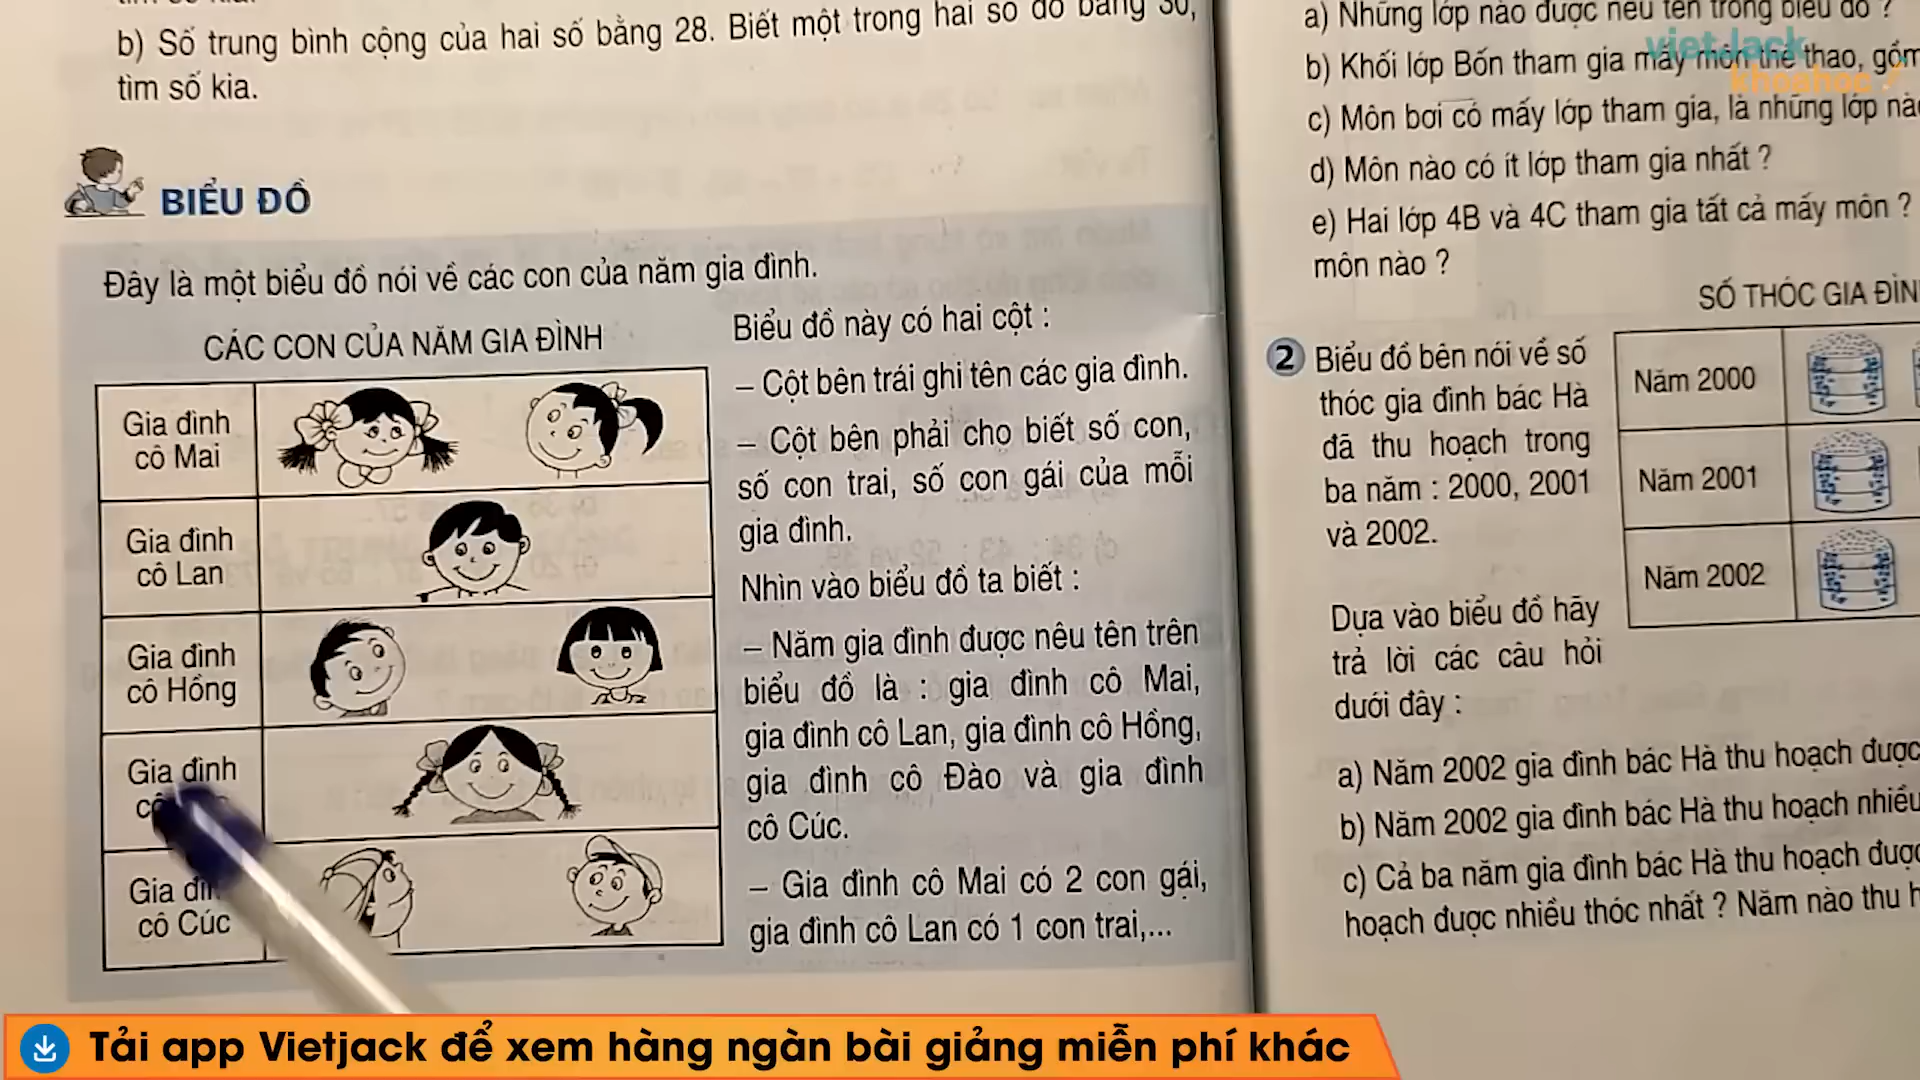 b) Số trung bình cộng của hai số bằng 28. Biết một trong hai số đó bằng 30,
tìm số kia.
BIỂU ĐỒ
Đây là một biểu đồ nói về các con của năm gia đình.
CÁC CON CỦA NĂM GIA ĐÌNH
Gia đình
cô Mai
Gia đình
cô Lan
Gia đình
cô Hồng
Gia đình
Gia
cô Cúc
Biểu đồ này có hai cột :
– Cột bên trái ghi tên các gia đình.
– Cột bên phải cho biết số con,
số con trai, số con gái của mỗi
gia đình.
Nhìn vào biểu đồ ta biết :
– Năm gia đình được nêu tên trên
biểu đồ là : gia đình cô Mai,
gia đình cô Lan, gia đình cô Hồng,
gia đình cô Đào và gia đình
cô Cúc.
– Gia đình cô Mai có 2 con gái,
gia đình cô Lan có 1 con trai,...
a) Những lớp nào được nêu tên trong biểu đồ ?
b) Khối lớp Bốn tham gia mấy môn thể thao, gồm
c) Môn bơi có mấy lớp tham gia, là những lớp
d) Môn nào có ít lớp tham gia nhất ?
e) Hai lớp 4B và 4C tham gia tất cả mấy môn ?
môn nào ?
SỐ THÓC GIA
2 Biểu đồ bên nói về số
thóc gia đình bác Hà
đã thu hoạch trong
ba năm : 2000, 2001
và 2002.
Năm 2000
Năm 2001
Năm 2002
Dựa vào biểu đồ hãy
trả lời các câu hỏi
dưới đây :
a) Năm 2002 gia đình bác Hà thu hoạch được
b) Năm 2002 gia đình bác Hà thu hoạch
c) Cả ba năm gia đình bác Hà thu hoạch
hoạch được nhiều thóc nhất ? Năm nào thu
vietJack
khoahoc
Tải app Vietjack để xem hàng ngàn bài giảng miễn phí khác